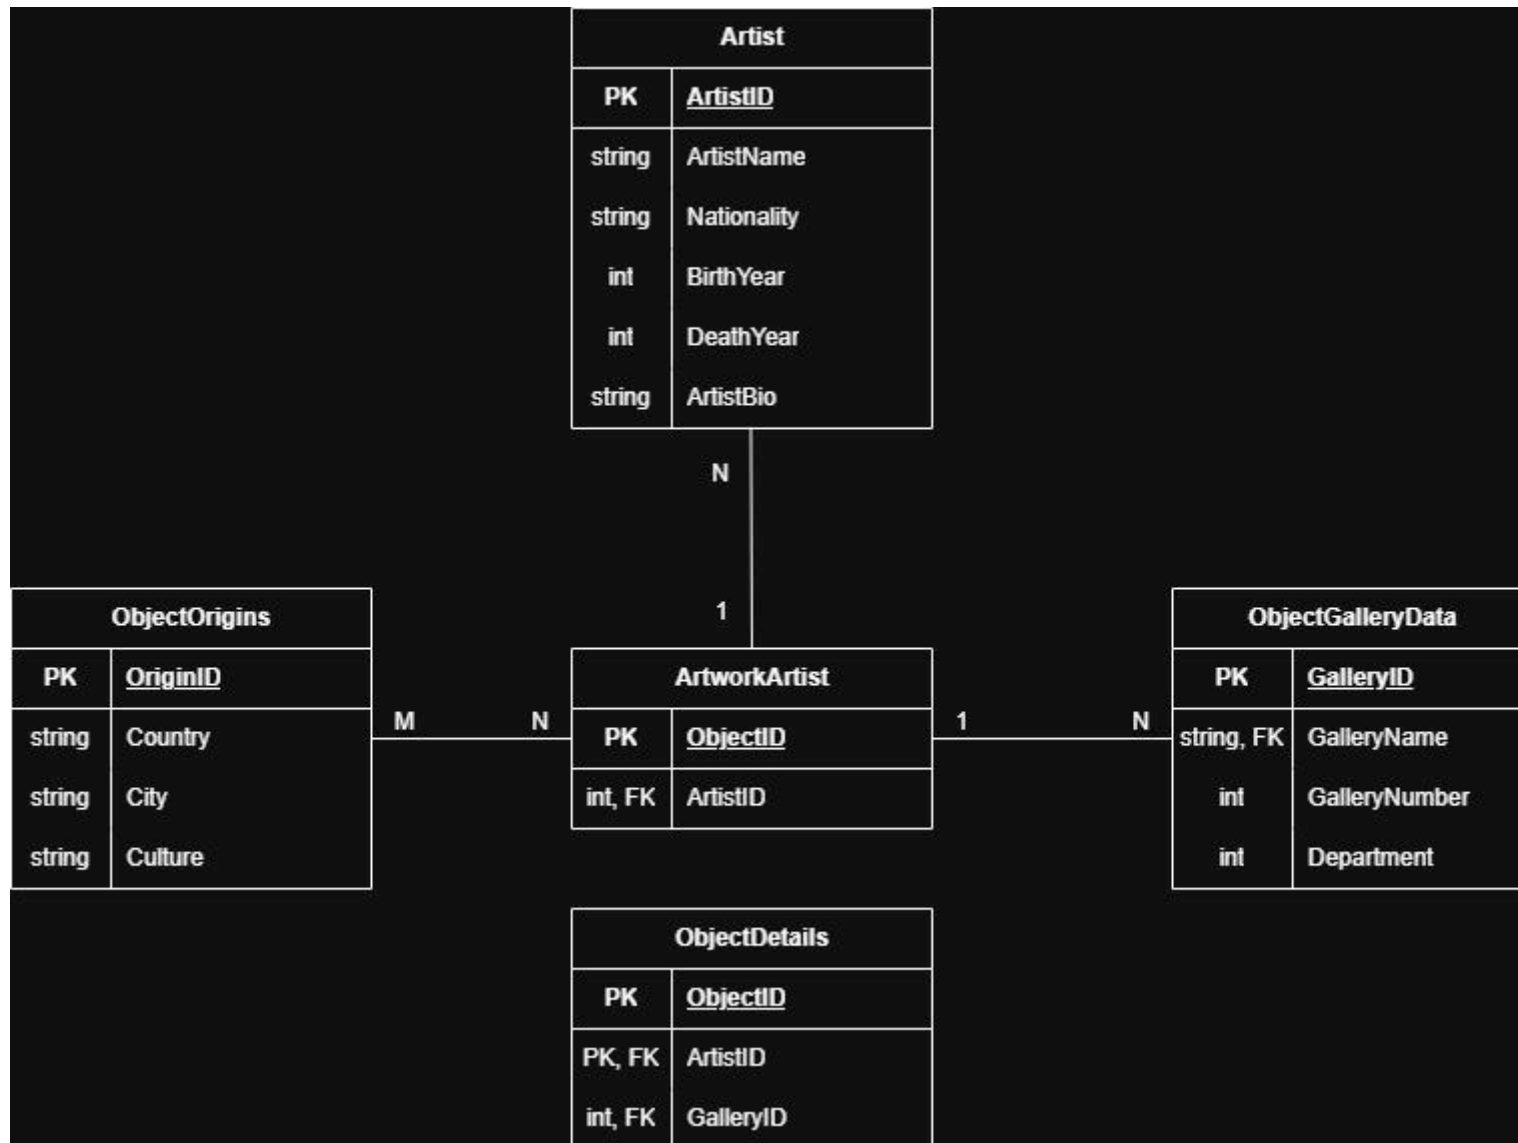 Artist
PK ArtistID
string ArtistName
string Nationality
int BirthYear
int DeathYear
string ArtistBio
N
1
ObjectOrigins
PK OriginID
string Country
string City
string Culture
M N
ArtworkArtist
PK ObjectID
int, FK ArtistID
1 N
ObjectGalleryData
PK GalleryID
string, FK GalleryName
int GalleryNumber
int Department
ObjectDetails
PK ObjectID
PK, FK ArtistID
int, FK GalleryID